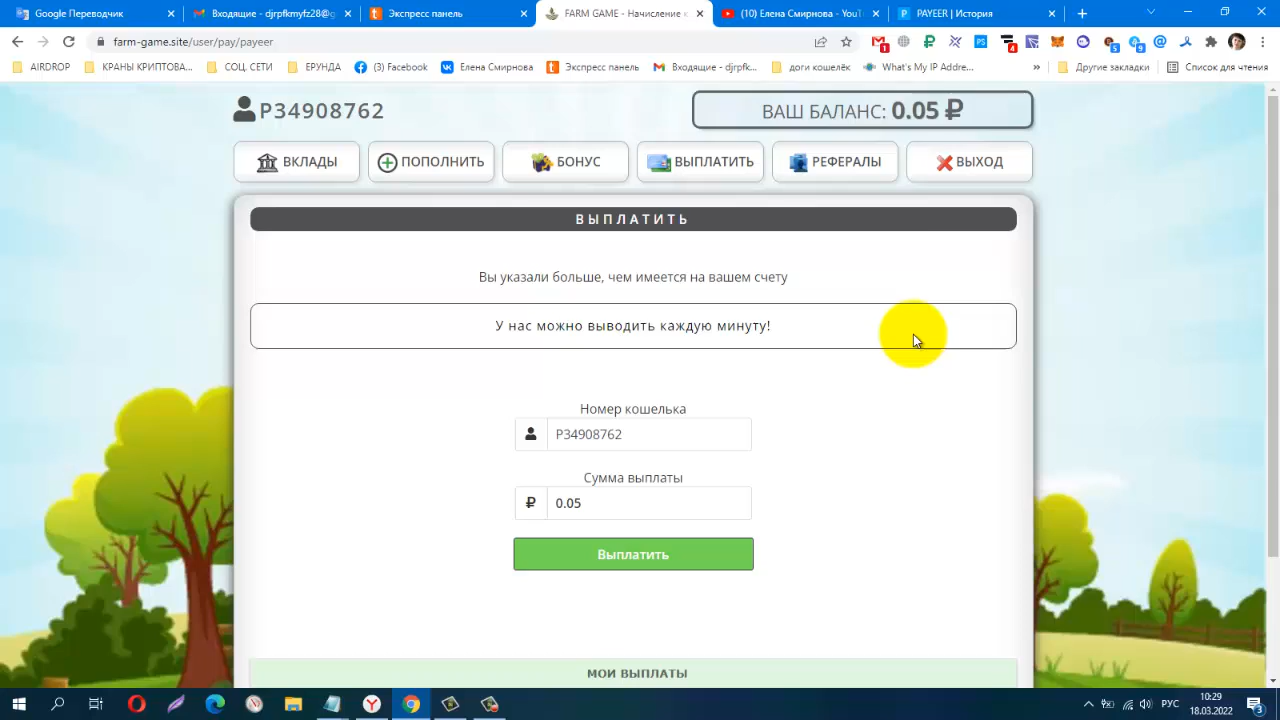 Google Переводчик
Входящие - djrpfkmyfz28@g
Экспресс панель
FARM GAME - Начисление к
(10) Елена Смирнова - YouT
PAYEER | История
farm-game.site/user/pay/payeer
AIRDROP
КРАНЫ КРИПТОВА...
СОЦ. СЕТИ
ЕРУНДА
(3) Facebook
Елена Смирнова
Экспресс панель
Входящие - djrpfk...
доги кошелёк
What's My IP Addre...
»
Другие закладки
Список для чтения
P34908762
ВАШ БАЛАНС: 0.05 ₽
ВКЛАДЫ
ПОПОЛНИТЬ
БОНУС
ВЫПЛАТИТЬ
РЕФЕРАЛЫ
ВЫХОД
ВЫПЛАТИТЬ
Вы указали больше, чем имеется на вашем счету
У нас можно выводить каждую минуту!
Номер кошелька
P34908762
Сумма выплаты
₽ 0.05
Выплатить
МОИ ВЫПЛАТЫ
РУС
10:29
18.03.2022
3